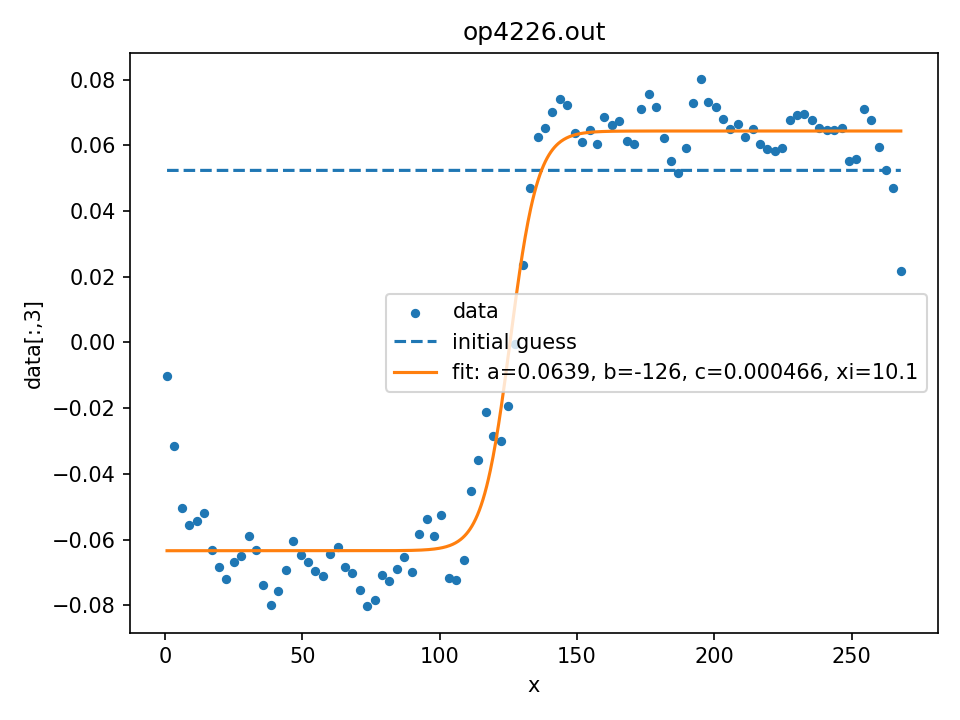 op4226.out
data[:,3]
0.08
0.06
0.04
0.02
0.00
−0.02
−0.04
−0.06
−0.08
data
initial guess
fit: a=0.0639, b=-126, c=0.000466, xi=10.1
0 50 100 150 200 250
x